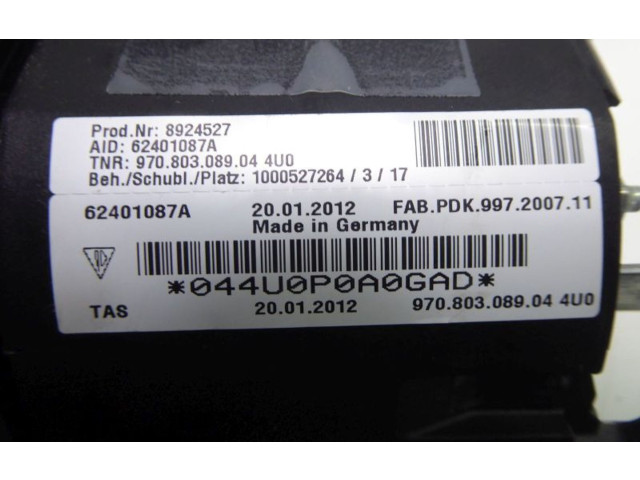 Prod.Nr: 8924527
AID: 62401087A
TNR: 970.803.089.04 4U0
Beh./Schubl./Platz: 1000527264 / 3 / 17
62401087A 20.01.2012 FAB.PDK.997.2007.11
Made in Germany
*044U0P0A0GAD*
TAS 20.01.2012 970.803.089.04 4U0